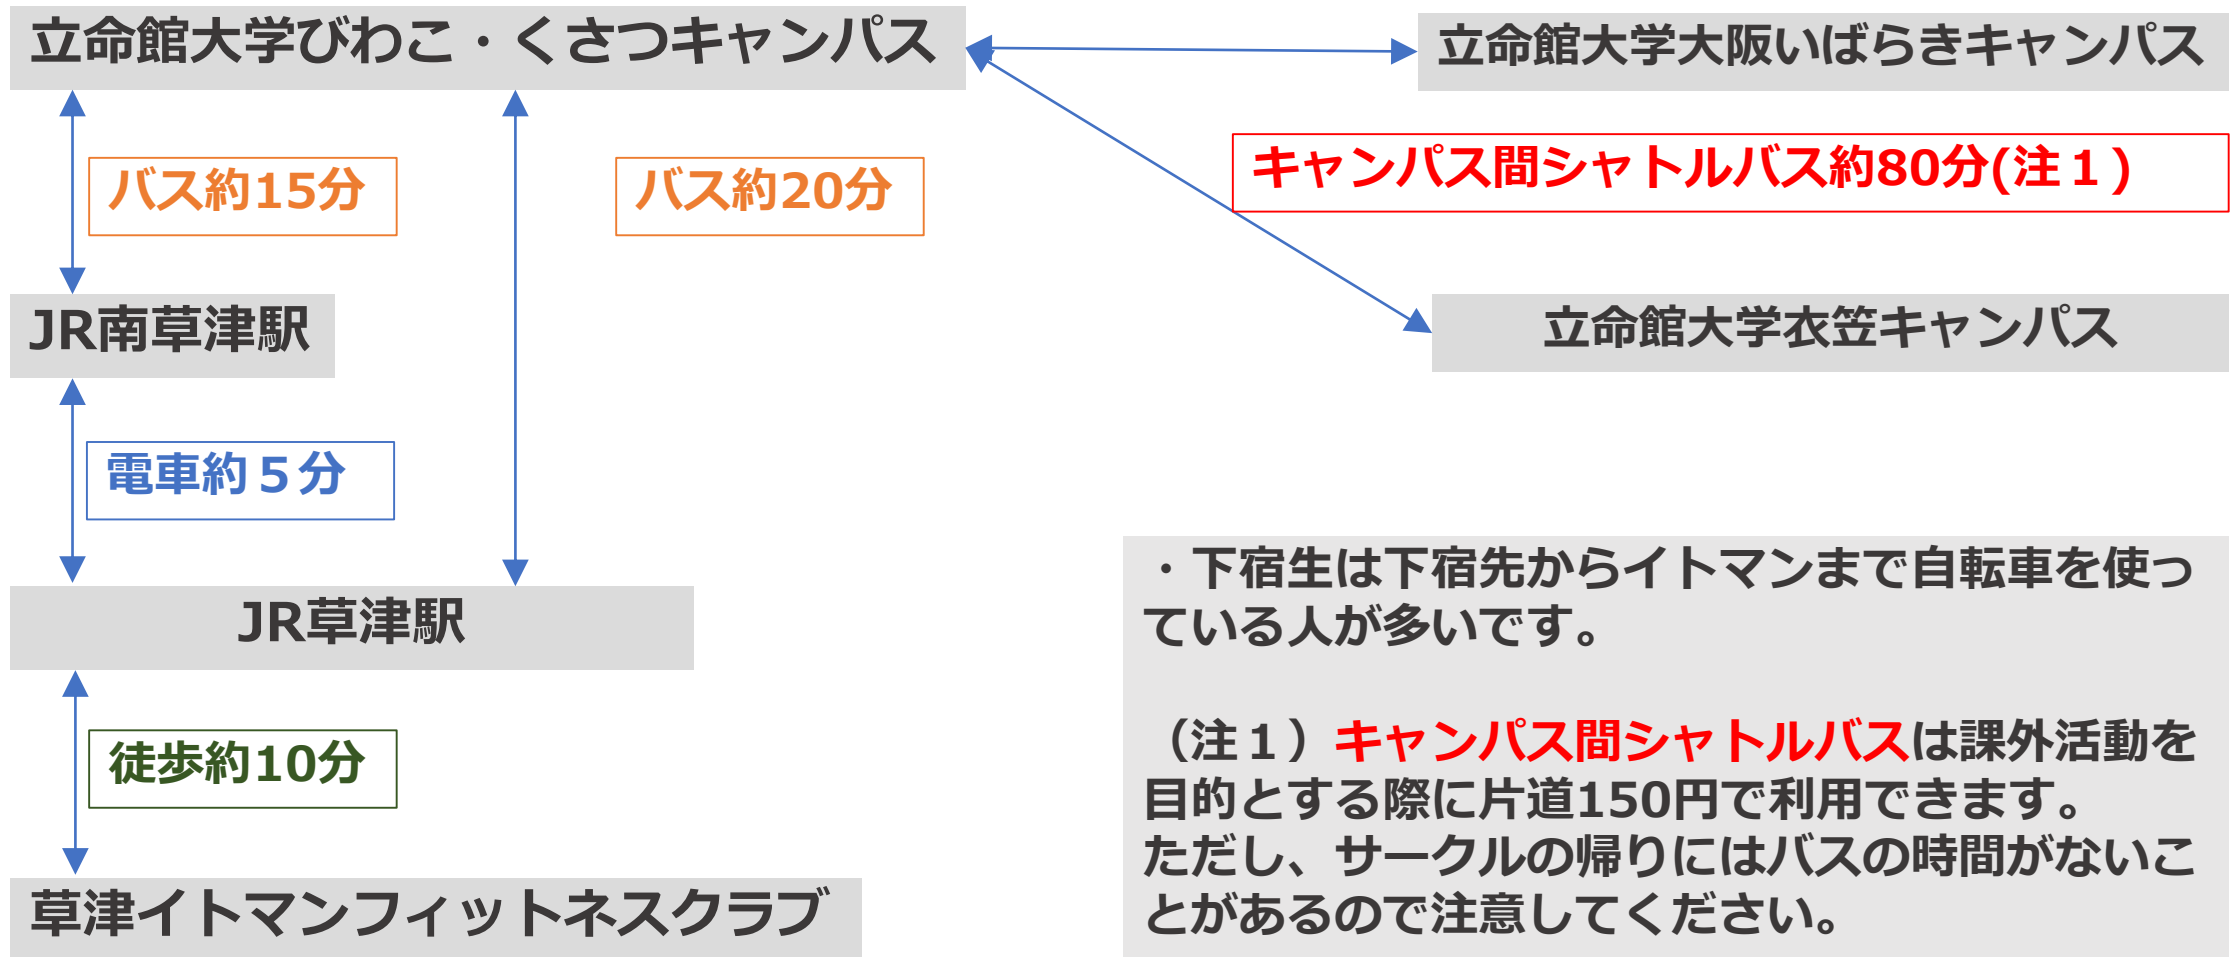 立命館大学びわこ・くさつキャンパス
立命館大学大阪いばらきキャンパス
バス約15分
バス約20分
キャンパス間シャトルバス約80分(注１)
JR南草津駅
立命館大学衣笠キャンパス
電車約５分
JR草津駅
徒歩約10分
草津イトマンフィットネスクラブ
・下宿生は下宿先からイトマンまで自転車を使っ
ている人が多いです。
（注１）キャンパス間シャトルバスは課外活動を
目的とする際に片道150円で利用できます。
ただし、サークルの帰りにはバスの時間がないこ
とがあるので注意してください。